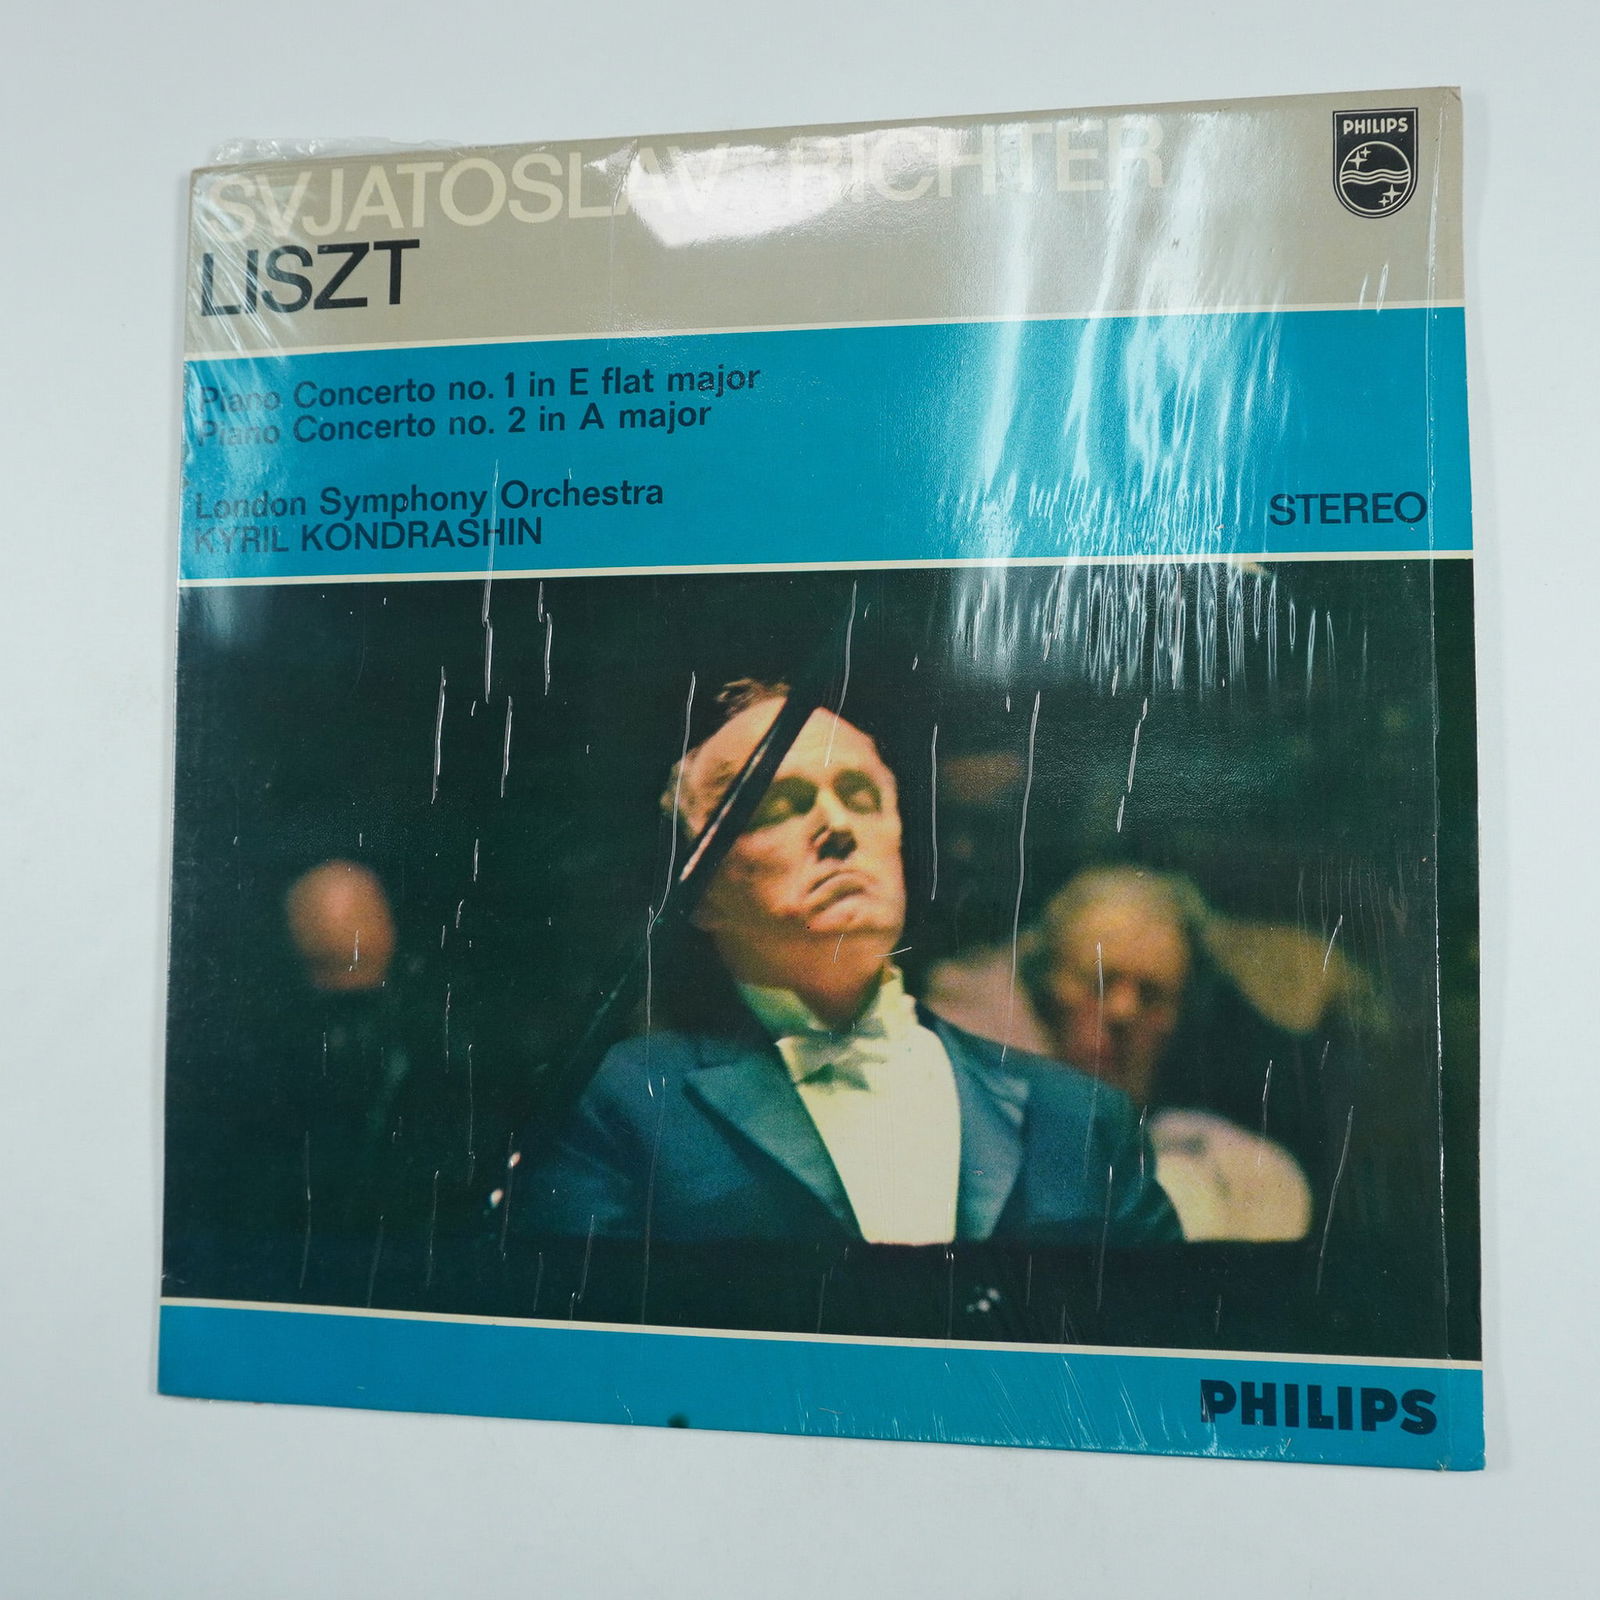 SVJATOSLAV RICHTER
PHILIPS
LISZT
Piano Concerto no. 1 in E flat major
Piano Concerto no. 2 in A major
London Symphony Orchestra
KYRIL KONDRASHIN
STEREO
PHILIPS